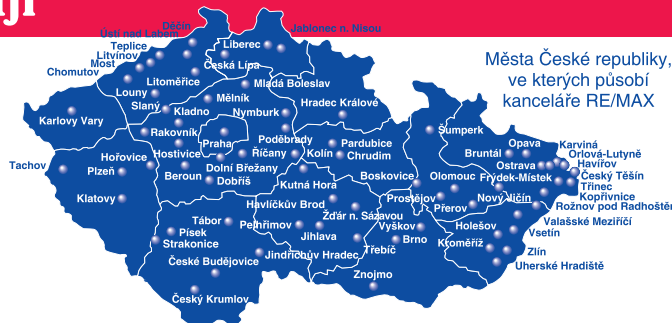 Děčín
Ústí nad Labem
Jablonec n. Nisou
Teplice
Liberec
Litvínov
Česká Lípa
Most
Chomutov
Litoměřice
Mladá Boleslav
Louny
Mělník
Hradec Králové
Slaný
Kladno
Nymburk
Karlovy Vary
Rakovník
Praha
Poděbrady
Pardubice
Hořovice
Hostivice
Říčany
Kolín
Chrudim
Tachov
Plzeň
Beroun
Dolní Břežany
Dobříš
Kutná Hora
Klatovy
Havlíčkův Brod
Tábor
Pelhřimov
Žďár n. Sázavou
Písek
Strakonice
Jihlava
Třebíč
České Budějovice
Jindřichův Hradec
Český Krumlov
Znojmo
Města České republiky,
ve kterých působí
kanceláře RE/MAX
Šumperk
Bruntál
Opava
Karviná
Orlová-Lutyně
Ostrava
Havířov
Český Těšín
Boskovice
Olomouc
Frýdek-Místek
Třinec
Kopřivnice
Prostějov
Přerov
Nový Jičín
Rožnov pod Radhoštěm
Vyškov
Brno
Holešov
Valašské Meziříčí
Kroměříž
Vsetín
Zlín
Uherské Hradiště